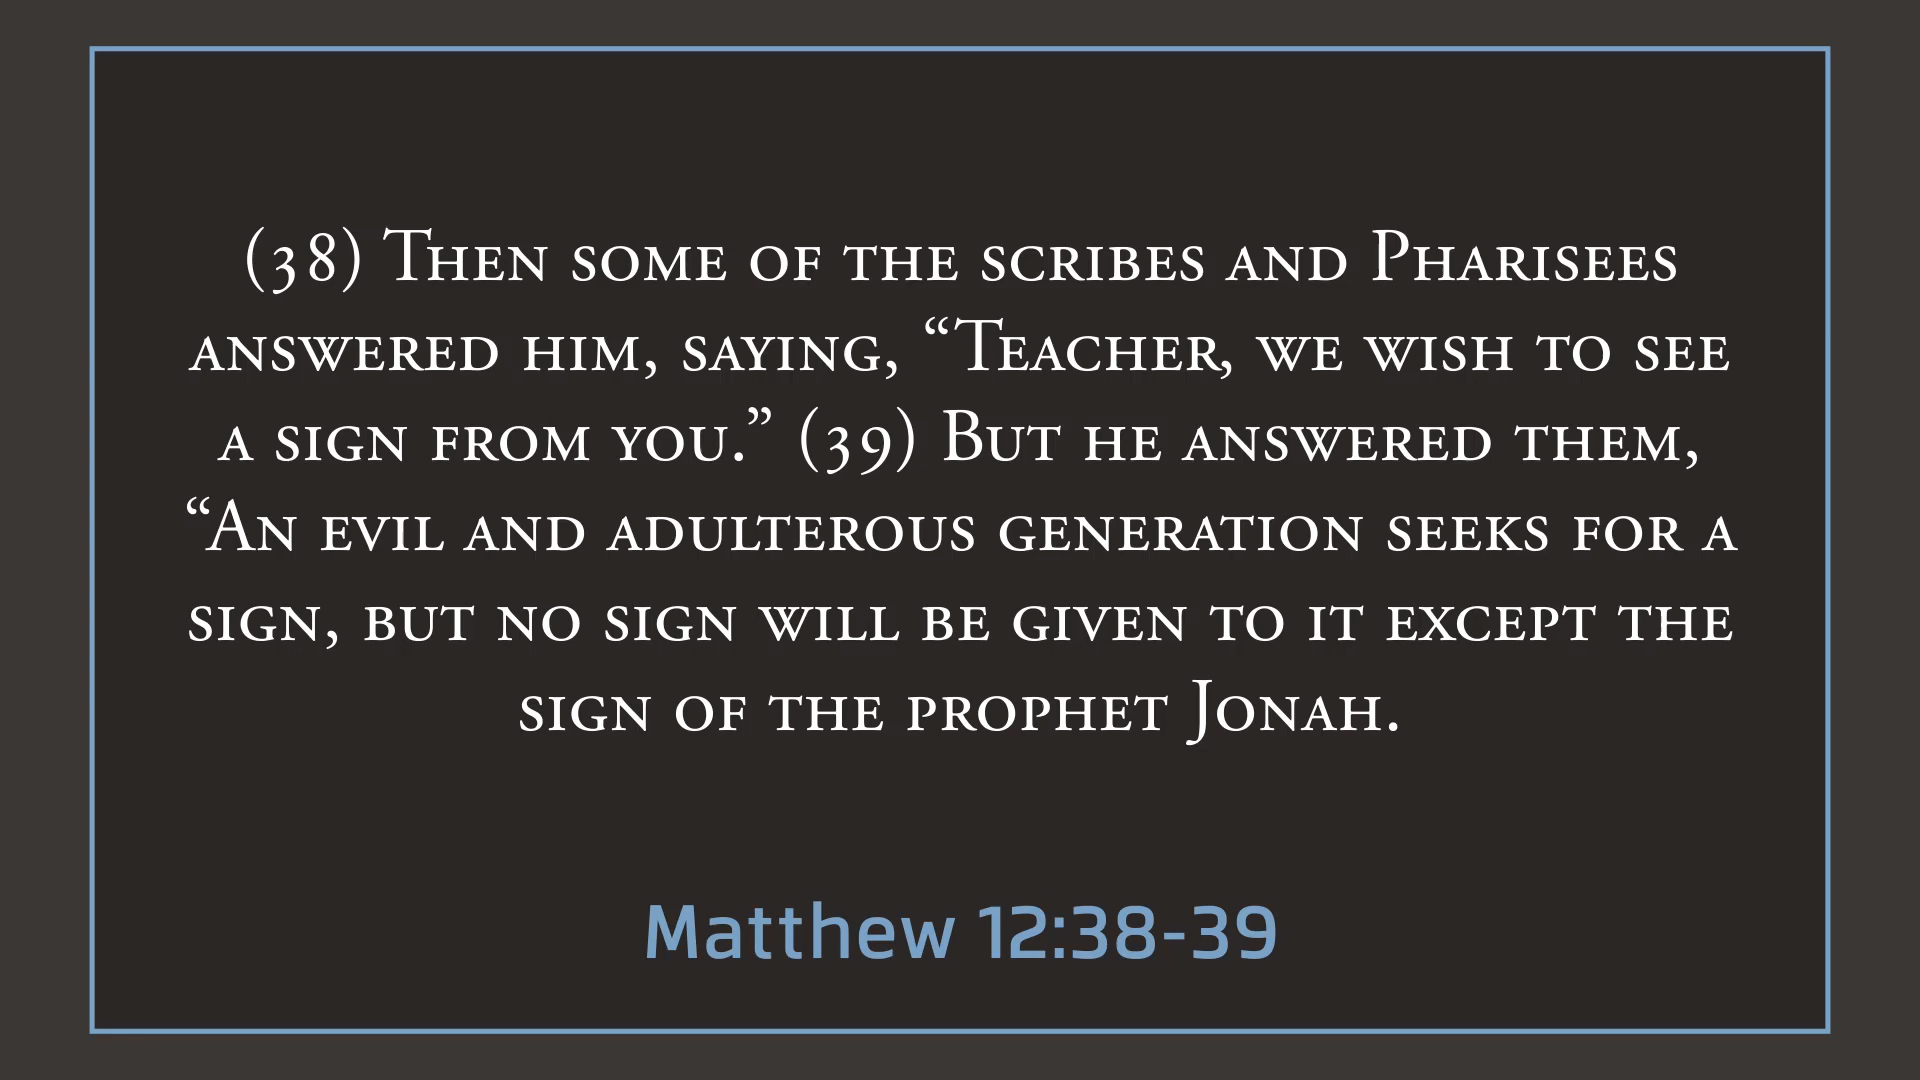 (38) Then some of the scribes and Pharisees
answered him, saying, “Teacher, we wish to see
a sign from you.” (39) But he answered them,
“An evil and adulterous generation seeks for a
sign, but no sign will be given to it except the
sign of the prophet Jonah.
Matthew 12:38-39